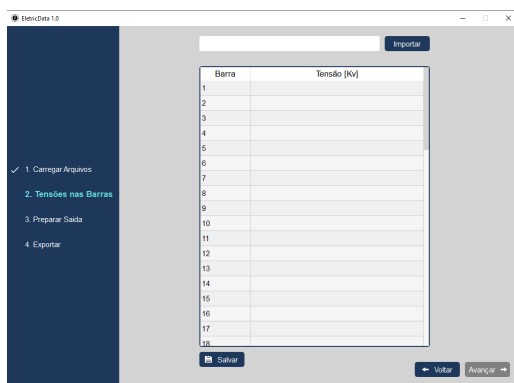 EletricData 1.0
Importar
Barra Tensão [Kv]
1
2
3
4
5
6
7
8
9
10
11
12
13
14
15
16
17
18
1. Carregar Arquivos
2. Tensões nas Barras
3. Preparar Saida
4. Exportar
Salvar
Voltar
Avançar